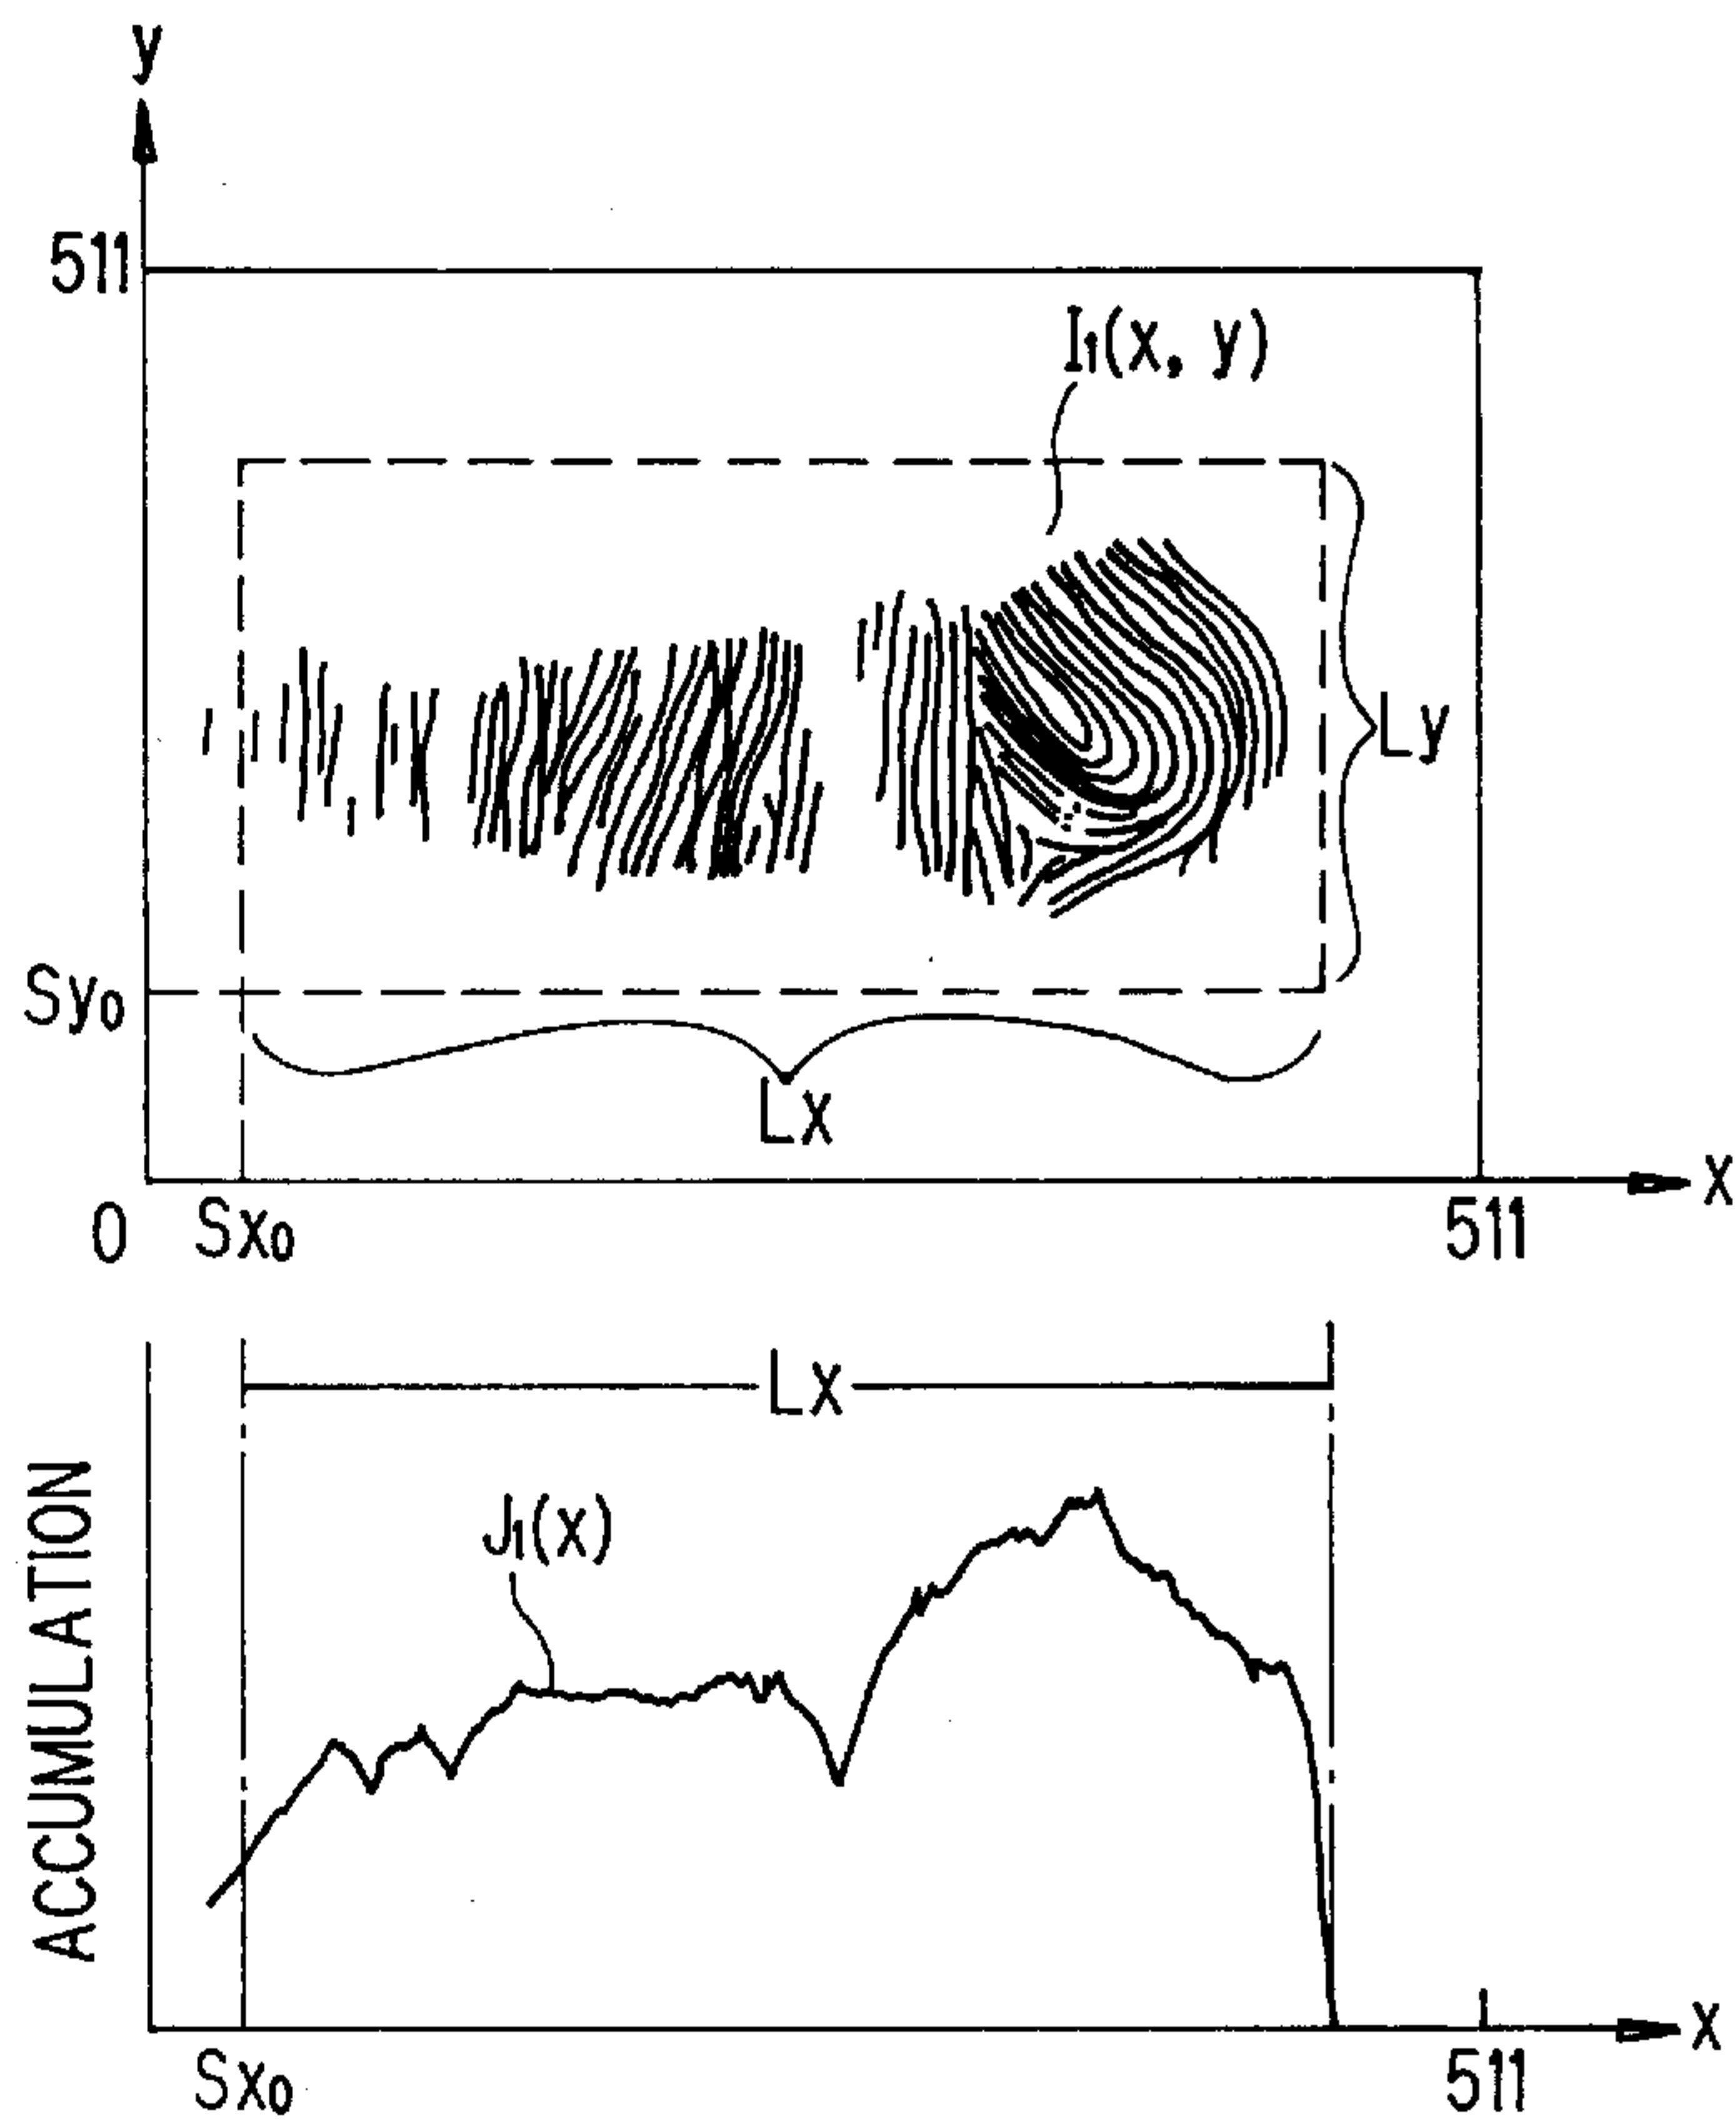 y
511
I1(x, y)
Ly
Sy0
Lx
x
0
Sx0
511
Lx
J1(x)
ACCUMULATION
x
Sx0
511